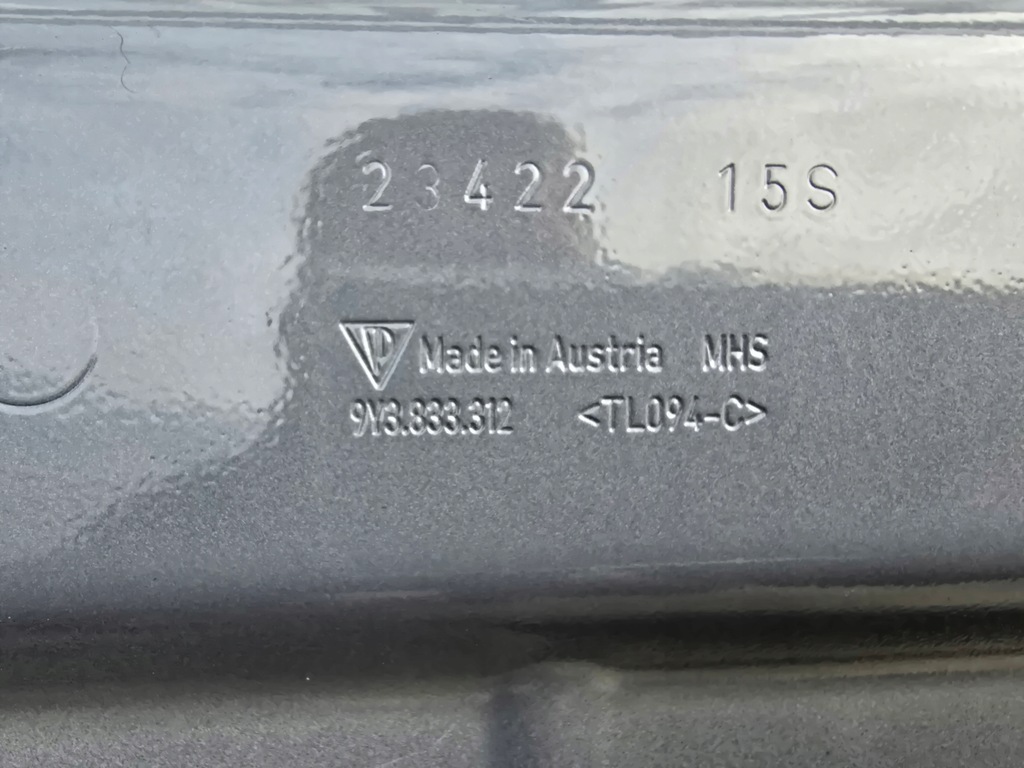 23422 15S
Made in Austria MHS
9Y3.833.312 <TL094-C>